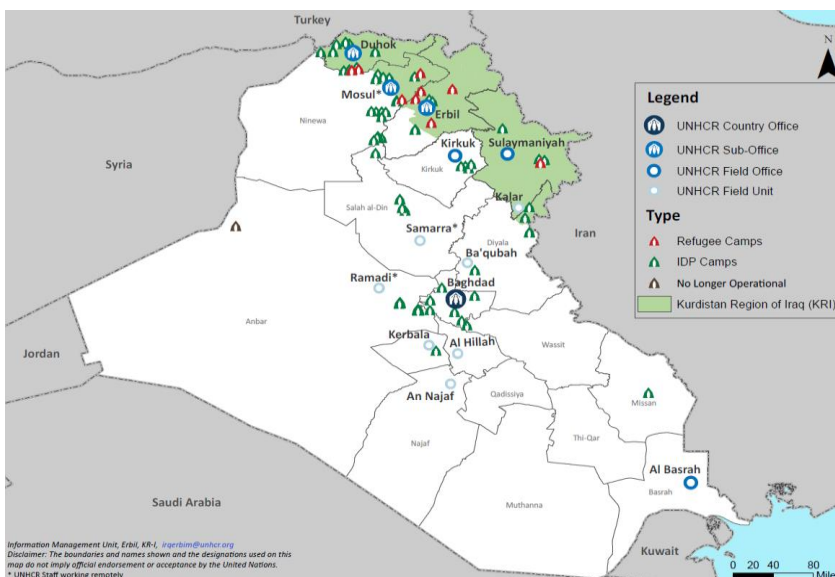 Turkey
N
Duhok
Mosul*
Erbil
Ninewa
Kirkuk
Sulaymaniyah
Kirkuk
Syria
Kalar
Salah al-Din
Samarra*
Iran
Diyala
Ba'qubah
Ramadi*
Baghdad
Anbar
Kerbala
Al Hillah
Wassit
Jordan
An Najaf
Qadissiya
Missan
Najaf
Thi-Qar
Al Basrah
Basrah
Muthanna
Saudi Arabia
Kuwait
Legend
UNHCR Country Office
UNHCR Sub-Office
UNHCR Field Office
UNHCR Field Unit
Type
Refugee Camps
IDP Camps
No Longer Operational
Kurdistan Region of Iraq (KRI)
Information Management Unit, Erbil, KR-I, irqerbim@unhcr.org
Disclaimer: The boundaries and names shown and the designations used on this
map do not imply official endorsement or acceptance by the United Nations.
* UNHCR Staff working remotely
0 20 40 80
Miles